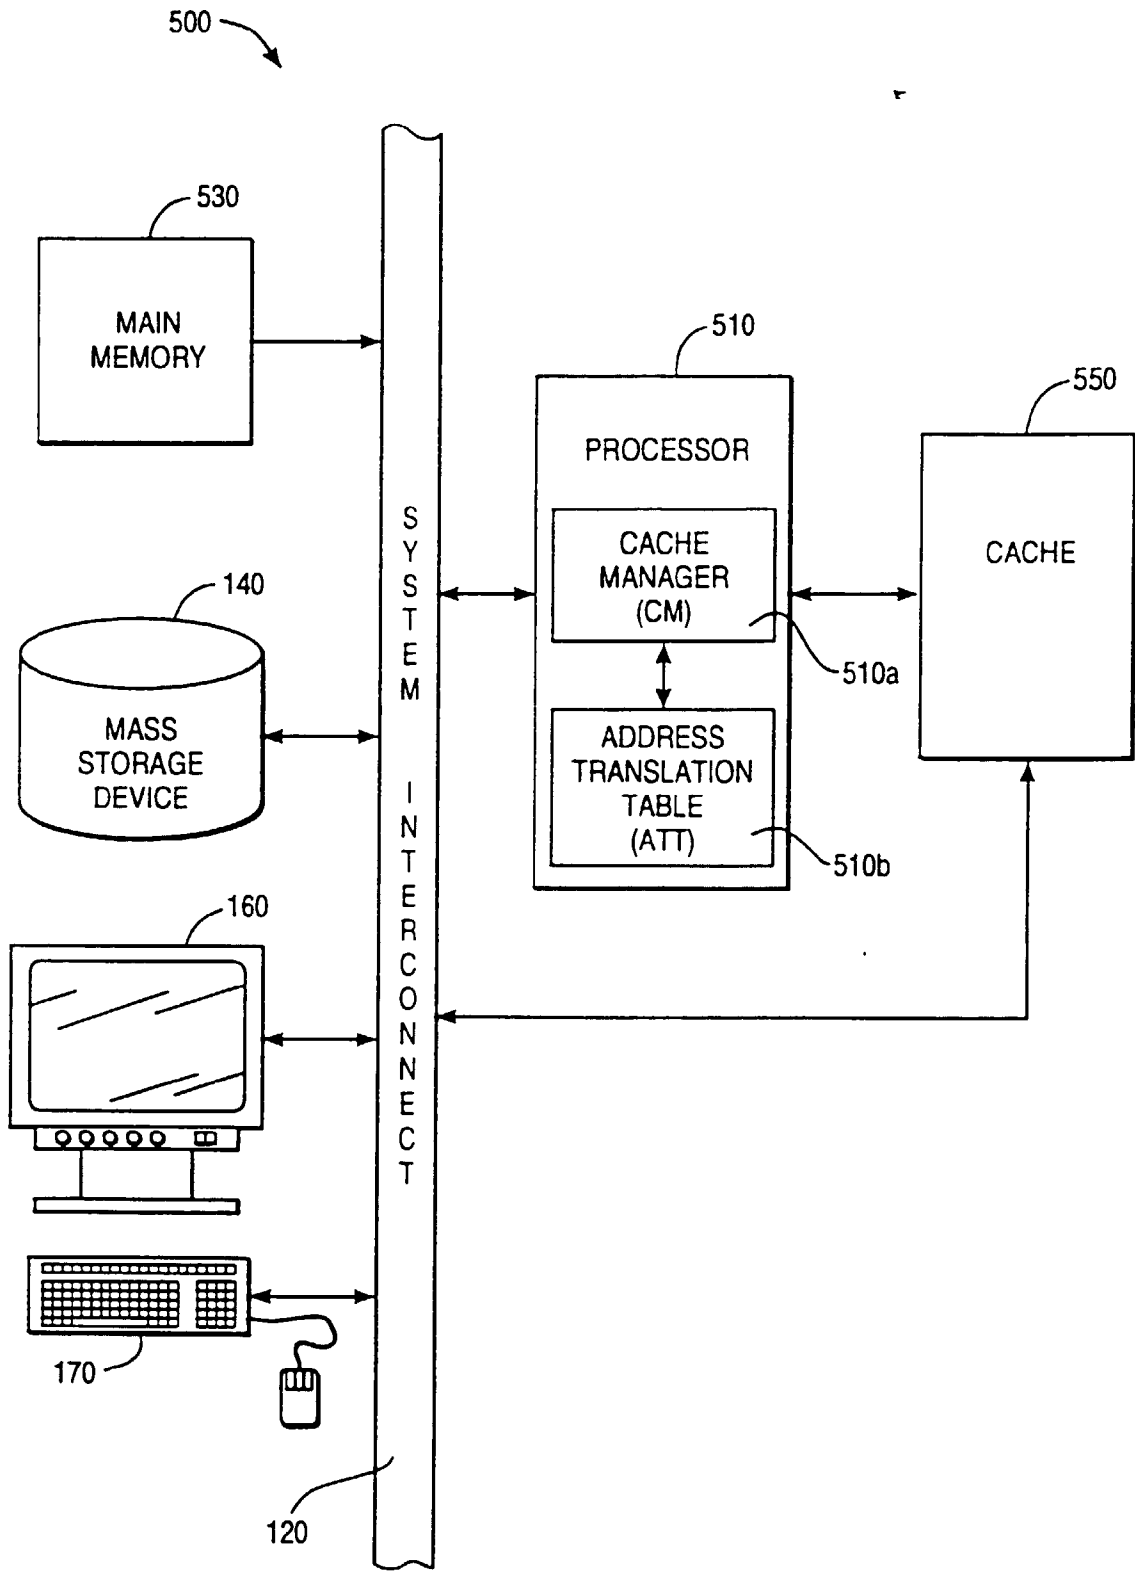 500
530
MAIN
MEMORY
510
550
PROCESSOR
CACHE
MANAGER
(CM)
510a
CACHE
ADDRESS
TRANSLATION
TABLE
(ATT)
510b
140
MASS
STORAGE
DEVICE
SYSTEM INTERCONNECT
160
170
120